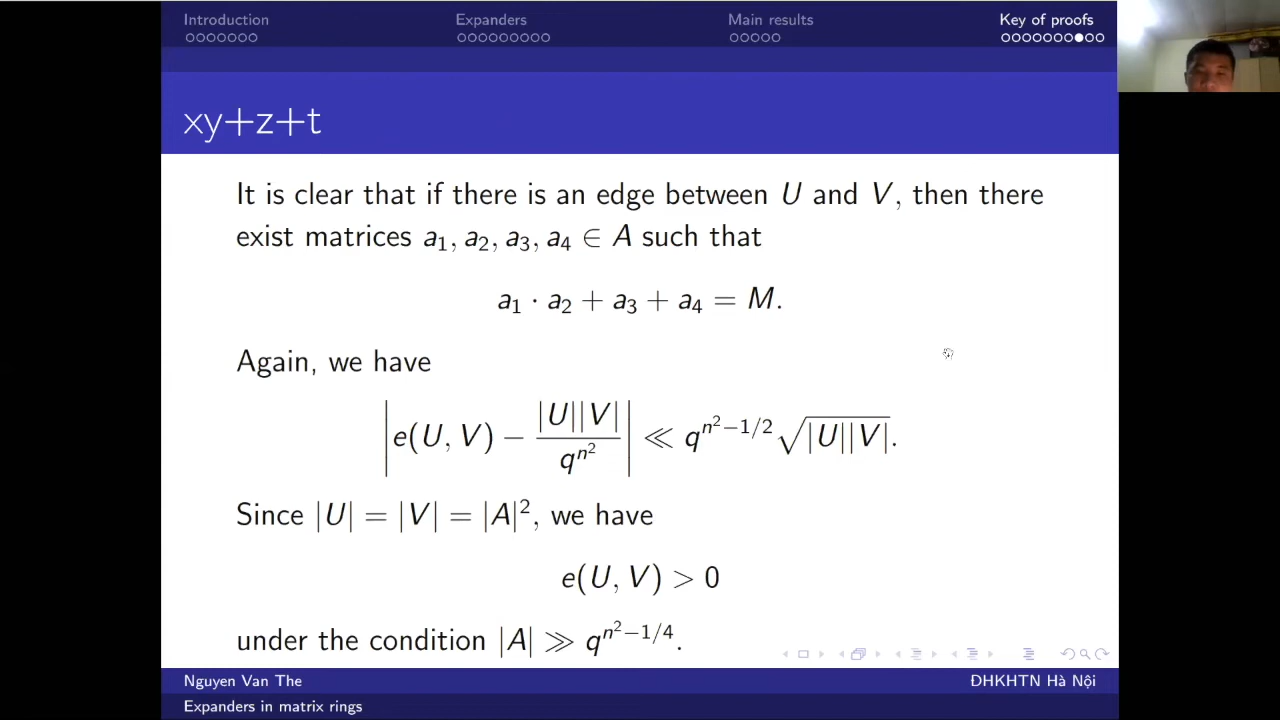 Introduction Expanders Main results Key of proofs
xy+z+t
It is clear that if there is an edge between U and V, then there
exist matrices a₁, a₂, a₃, a₄ ∈ A such that
a₁ · a₂ + a₃ + a₄ = M.
Again, we have
|e(U, V) − |U||V| / q^{n²}| ≪ q^{n²−1/2} √|U||V|.
Since |U| = |V| = |A|², we have
e(U, V) > 0
under the condition |A| ≫ q^{n²−1/4}.
Nguyen Van The ĐHKHTN Hà Nội
Expanders in matrix rings